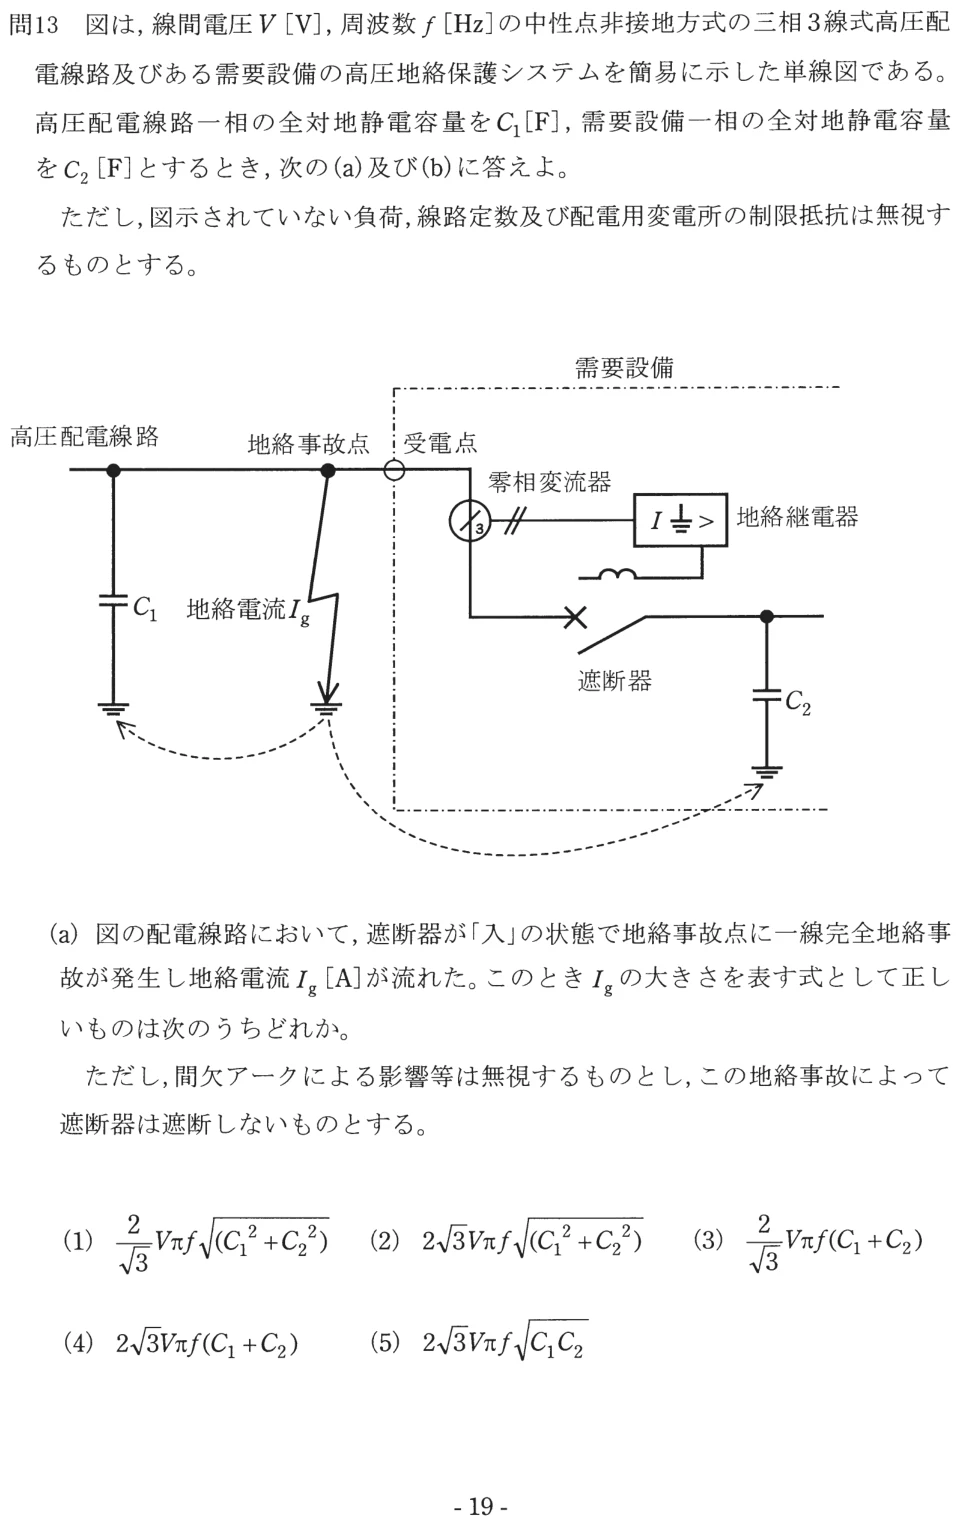 問13　図は，線間電圧 V [V]，周波数 f [Hz]の中性点非接地方式の三相3線式高圧配
電線路及びある需要設備の高圧地絡保護システムを簡易に示した単線図である。
高圧配電線路一相の全対地静電容量を C₁[F]，需要設備一相の全対地静電容量
を C₂ [F]とするとき，次の(a)及び(b)に答えよ。
ただし，図示されていない負荷，線路定数及び配電用変電所の制限抵抗は無視す
るものとする。
需要設備
高圧配電線路
地絡事故点
受電点
零相変流器
3
I ⏚ >
地絡継電器
C₁
地絡電流 I_g
遮断器
C₂
(a)　図の配電線路において，遮断器が「入」の状態で地絡事故点に一線完全地絡事
故が発生し地絡電流 I_g [A]が流れた。このとき I_g の大きさを表す式として正し
いものは次のうちどれか。
ただし，間欠アークによる影響等は無視するものとし，この地絡事故によって
遮断器は遮断しないものとする。
(1)　2/√3 Vπf√(C₁²+C₂²)　(2)　2√3Vπf√(C₁²+C₂²)　(3)　2/√3 Vπf(C₁+C₂)
(4)　2√3Vπf(C₁+C₂)　(5)　2√3Vπf√C₁C₂
- 19 -